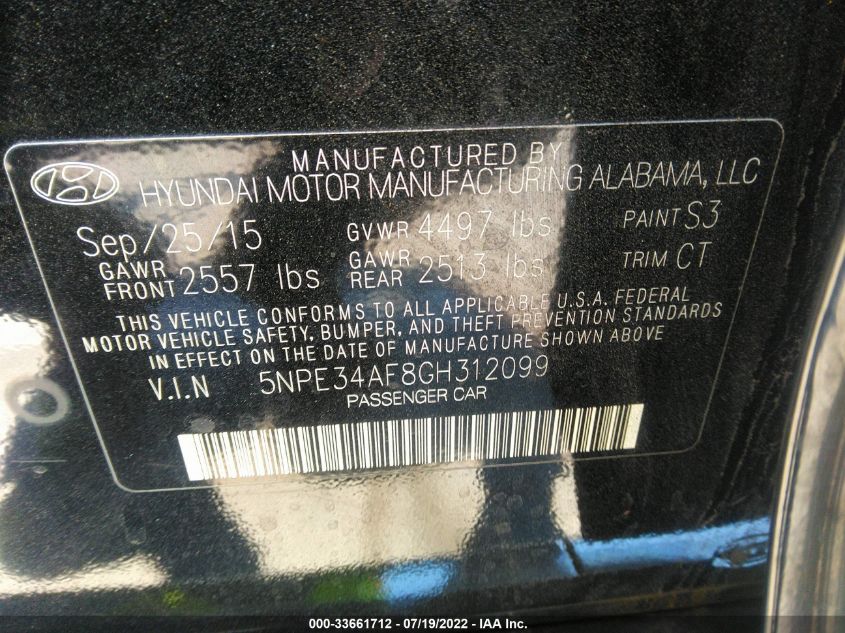 MANUFACTURED BY
HYUNDAI MOTOR MANUFACTURING ALABAMA, LLC
Sep/25/15 GVWR 4497 lbs PAINT S3
GAWR FRONT 2557 lbs GAWR REAR 2513 lbs TRIM CT
THIS VEHICLE CONFORMS TO ALL APPLICABLE U.S.A. FEDERAL
MOTOR VEHICLE SAFETY, BUMPER, AND THEFT PREVENTION STANDARDS
IN EFFECT ON THE DATE OF MANUFACTURE SHOWN ABOVE
V.I.N 5NPE34AF8GH312099
PASSENGER CAR
000-33661712 - 07/19/2022 - IAA Inc.